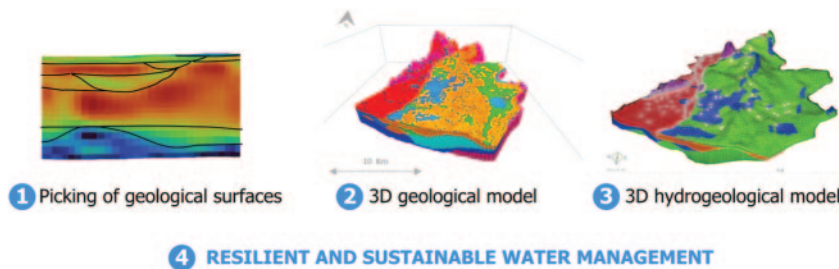 10 Km
1 Picking of geological surfaces
2 3D geological model
3 3D hydrogeological model
4 RESILIENT AND SUSTAINABLE WATER MANAGEMENT